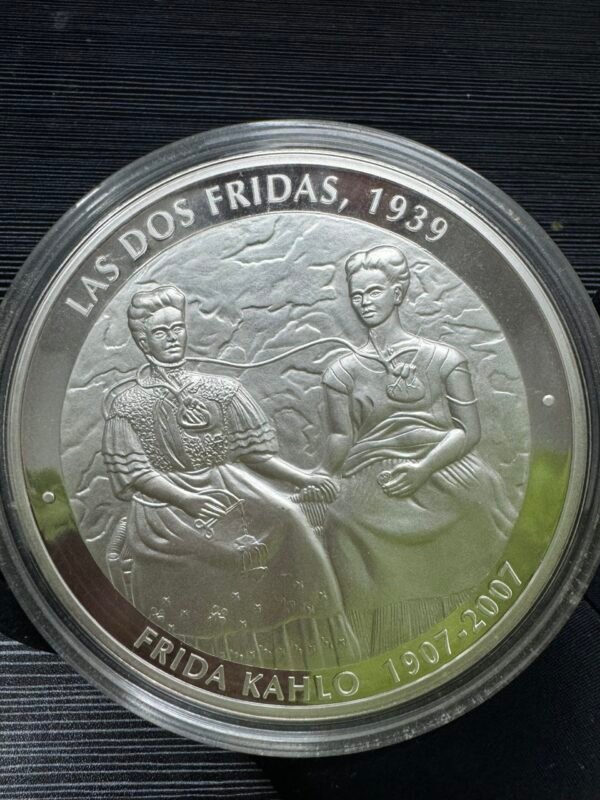 LAS DOS FRIDAS, 1939
FRIDA KAHLO 1907-2007